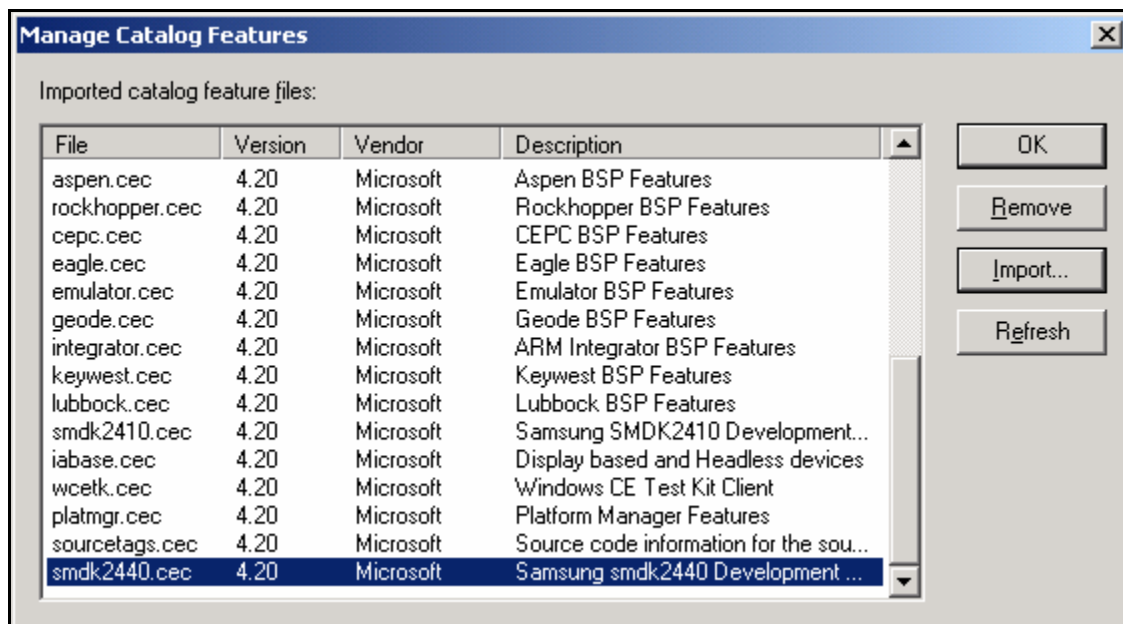 Manage Catalog Features
Imported catalog feature files:
File Version Vendor Description
OK
aspen.cec 4.20 Microsoft Aspen BSP Features
rockhopper.cec 4.20 Microsoft Rockhopper BSP Features
Remove
cepc.cec 4.20 Microsoft CEPC BSP Features
eagle.cec 4.20 Microsoft Eagle BSP Features
Import...
emulator.cec 4.20 Microsoft Emulator BSP Features
geode.cec 4.20 Microsoft Geode BSP Features
Refresh
integrator.cec 4.20 Microsoft ARM Integrator BSP Features
keywest.cec 4.20 Microsoft Keywest BSP Features
lubbock.cec 4.20 Microsoft Lubbock BSP Features
smdk2410.cec 4.20 Microsoft Samsung SMDK2410 Development...
iabase.cec 4.20 Microsoft Display based and Headless devices
wcetk.cec 4.20 Microsoft Windows CE Test Kit Client
platmgr.cec 4.20 Microsoft Platform Manager Features
sourcetags.cec 4.20 Microsoft Source code information for the sou...
smdk2440.cec 4.20 Microsoft Samsung smdk2440 Development ...